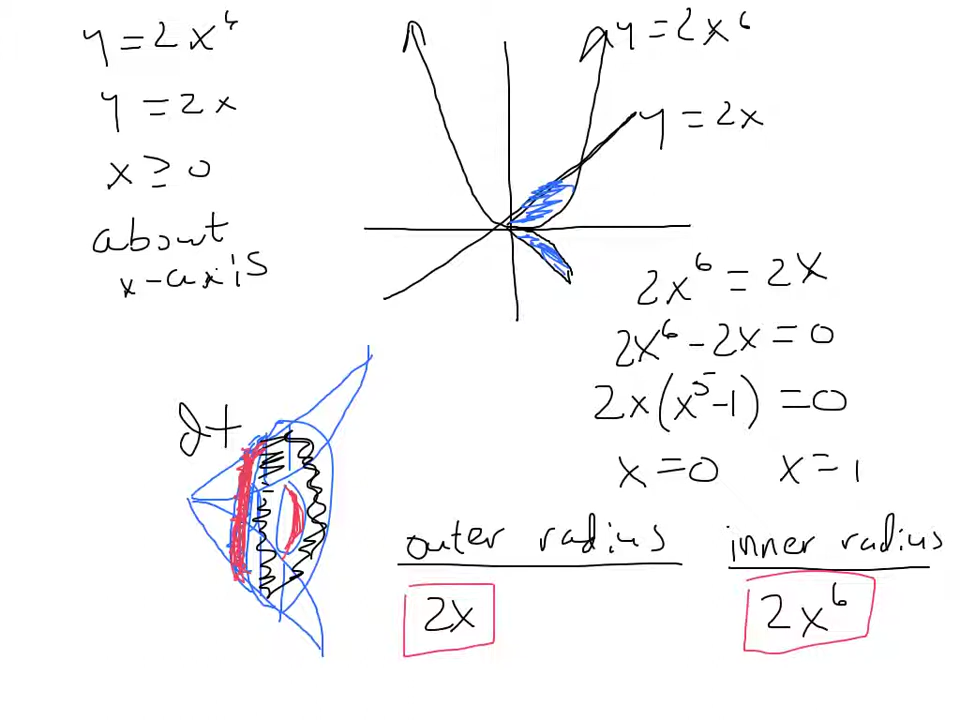 y = 2x⁶
y = 2x
x ≥ 0
about
x-axis
y = 2x⁶
y = 2x
2x⁶ = 2x
2x⁶ - 2x = 0
2x(x⁵-1) = 0
x = 0 x = 1
outer radius
2x
inner radius
2x⁶